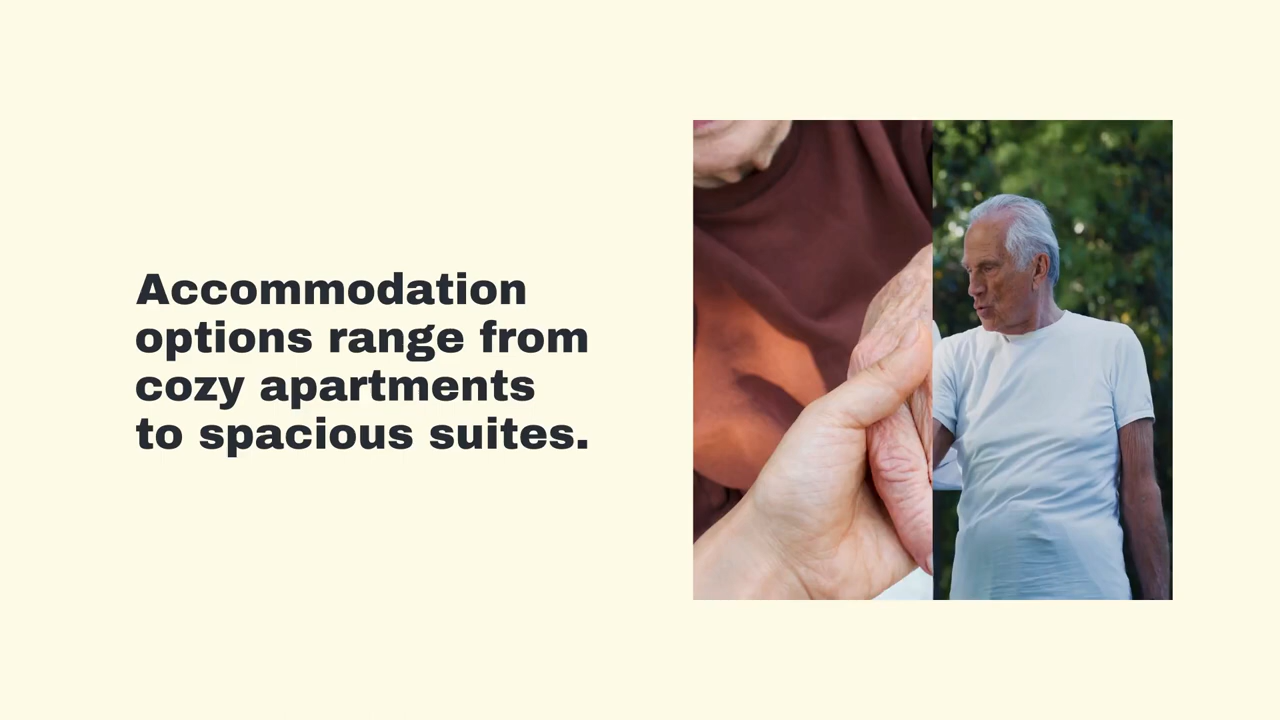 Accommodation
options range from
cozy apartments
to spacious suites.